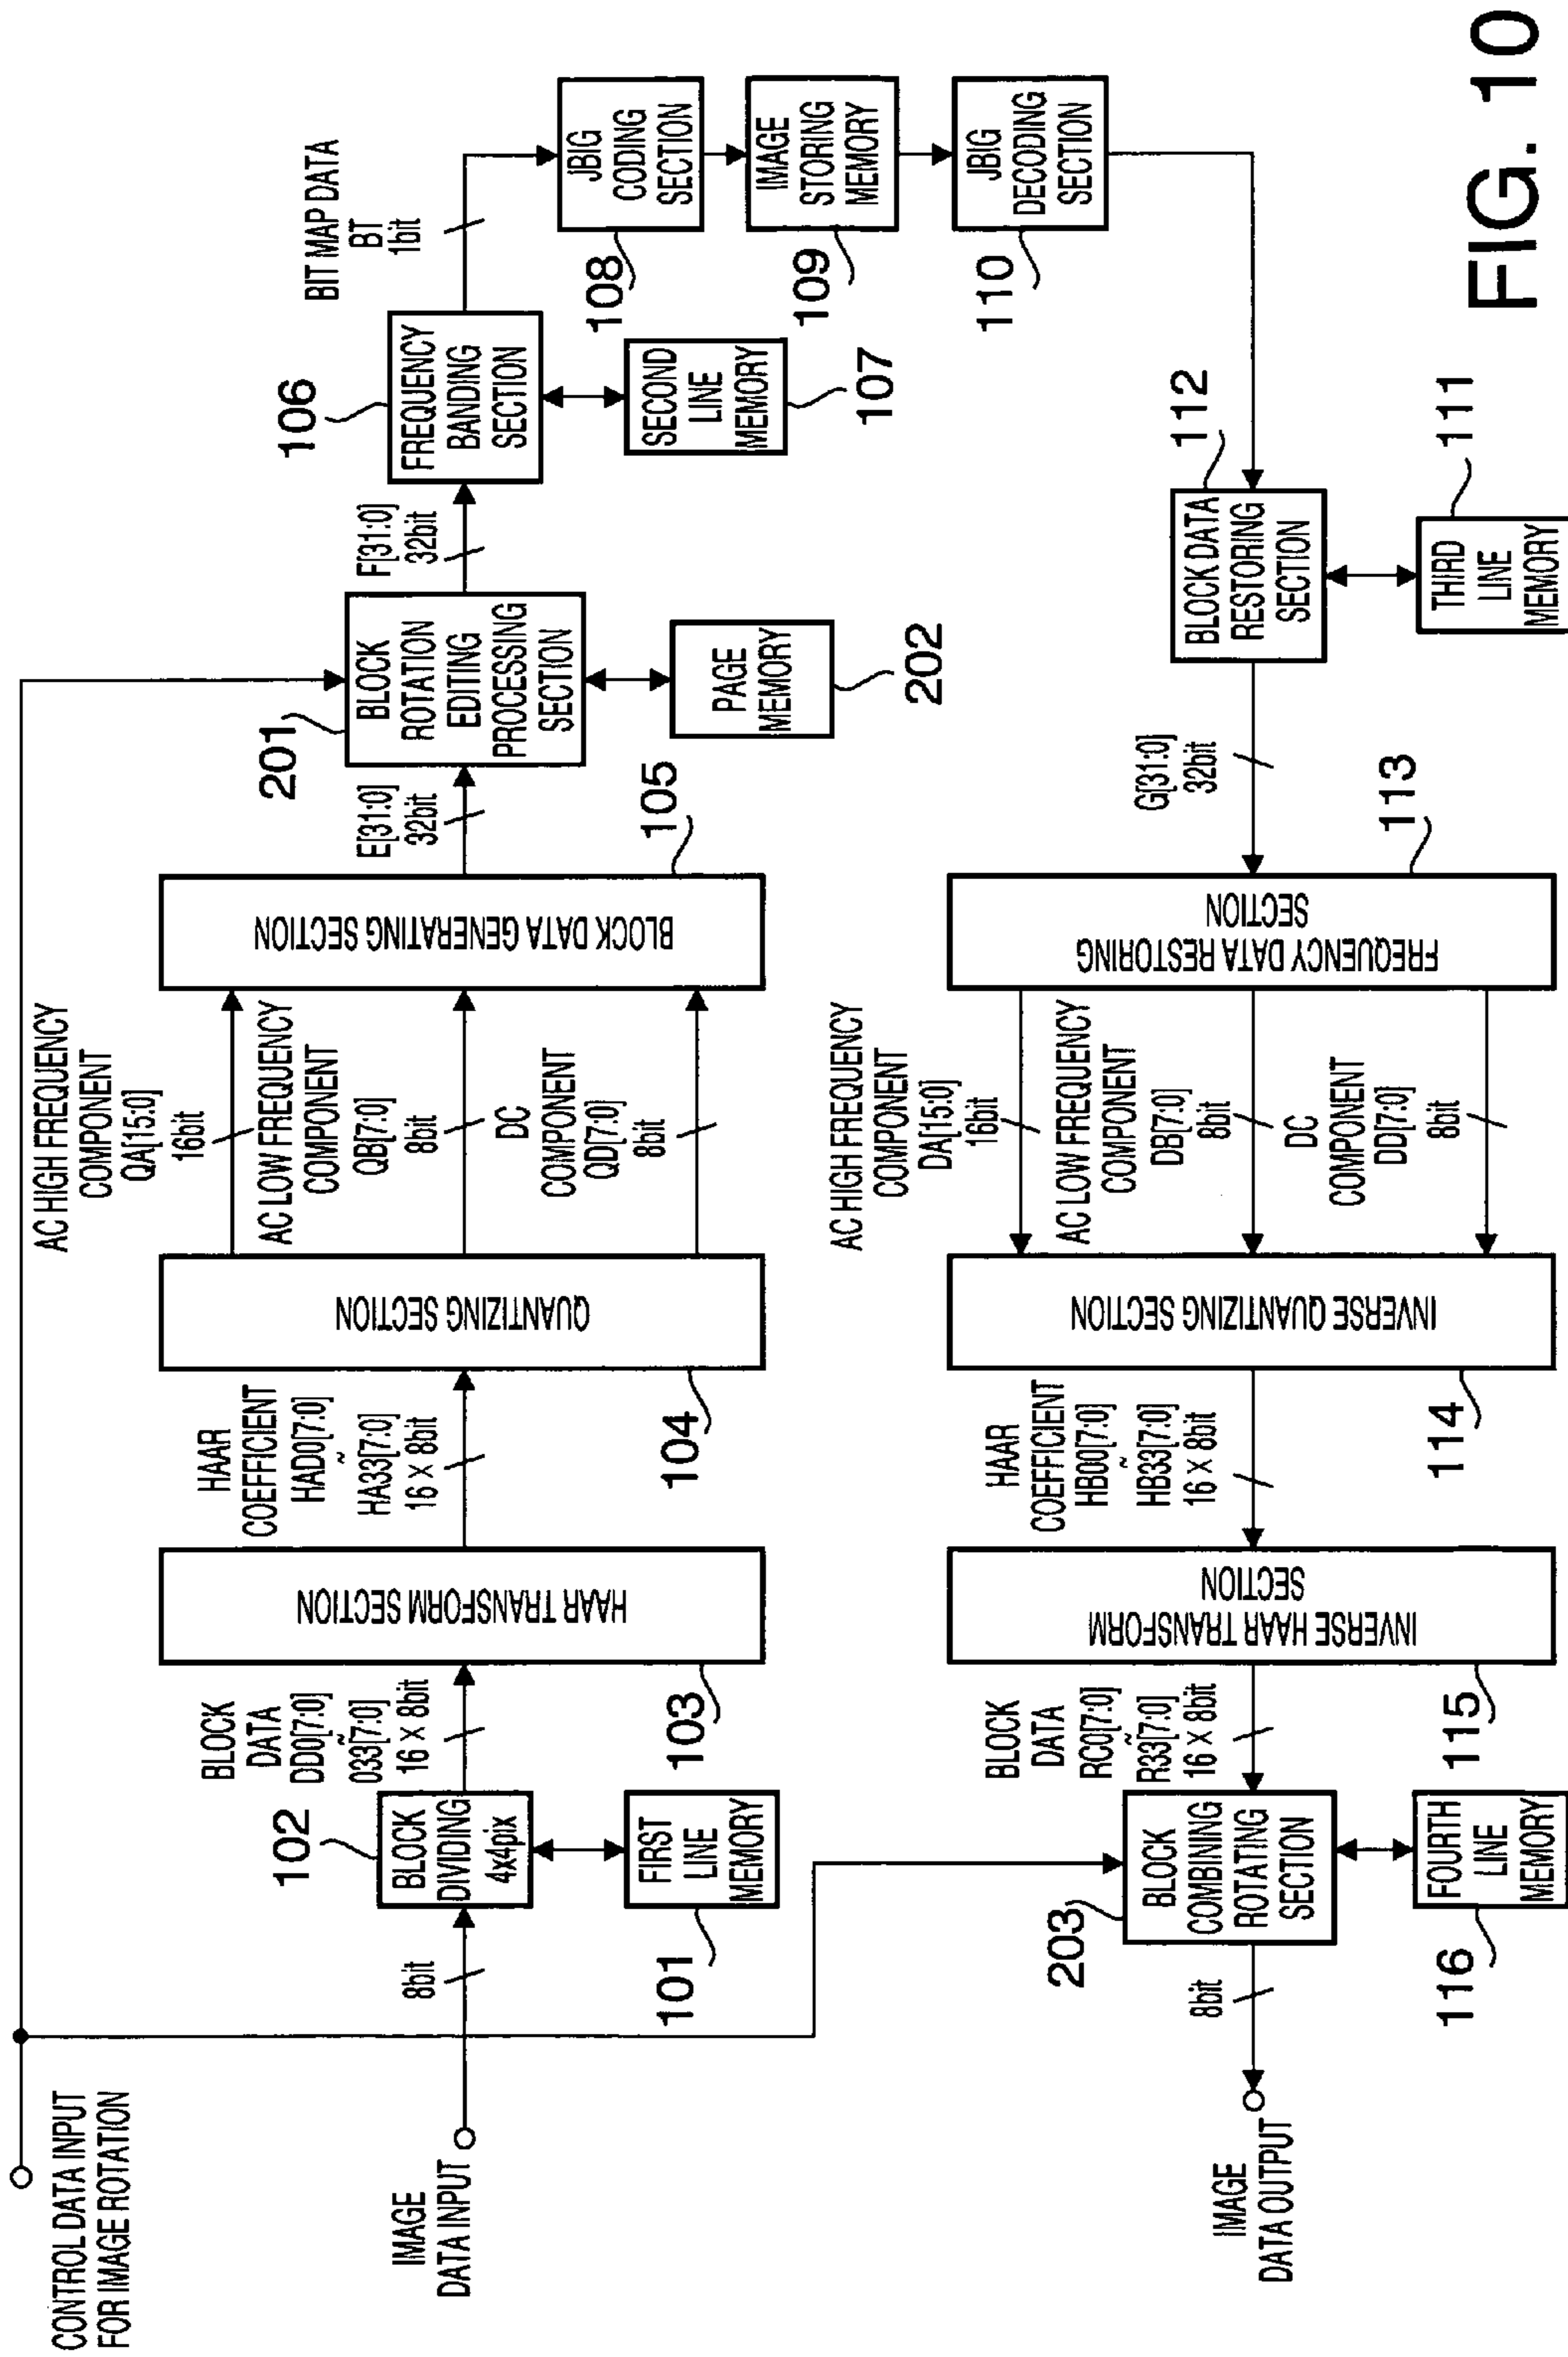 CONTROL DATA INPUT
FOR IMAGE ROTATION
IMAGE
DATA INPUT
8bit
102
BLOCK
DIVIDING
4x4pix
FIRST
LINE
MEMORY
101
BLOCK
DATA
DD0[7:0]
~
033[7:0]
16 × 8bit
HAAR TRANSFORM SECTION
103
HAAR
COEFFICIENT
HAD0[7:0]
~
HA33[7:0]
16 × 8bit
QUANTIZING SECTION
104
AC HIGH FREQUENCY
COMPONENT
QA[15:0]
16bit
AC LOW FREQUENCY
COMPONENT
QB[7:0]
8bit
DC
COMPONENT
QD[7:0]
8bit
BLOCK DATA GENERATING SECTION
105
E[31:0]
32bit
201
BLOCK
ROTATION
EDITING
PROCESSING
SECTION
PAGE
MEMORY
202
F[31:0]
32bit
106
FREQUENCY
BANDING
SECTION
SECOND
LINE
MEMORY
107
BIT MAP DATA
BT
1bit
JBIG
CODING
SECTION
108
IMAGE
STORING
MEMORY
109
JBIG
DECODING
SECTION
110
112
BLOCK DATA
RESTORING
SECTION
THIRD
LINE
MEMORY
111
G[31:0]
32bit
FREQUENCY DATA RESTORING
SECTION
113
AC HIGH FREQUENCY
COMPONENT
DA[15:0]
16bit
AC LOW FREQUENCY
COMPONENT
DB[7:0]
8bit
DC
COMPONENT
DD[7:0]
8bit
INVERSE QUANTIZING SECTION
114
HAAR
COEFFICIENT
HB00[7:0]
~
HB33[7:0]
16 × 8bit
INVERSE HAAR TRANSFORM
SECTION
115
BLOCK
DATA
RC0[7:0]
~
R33[7:0]
16 × 8bit
203
BLOCK
COMBINING
ROTATING
SECTION
FOURTH
LINE
MEMORY
116
8bit
IMAGE
DATA OUTPUT
FIG. 10